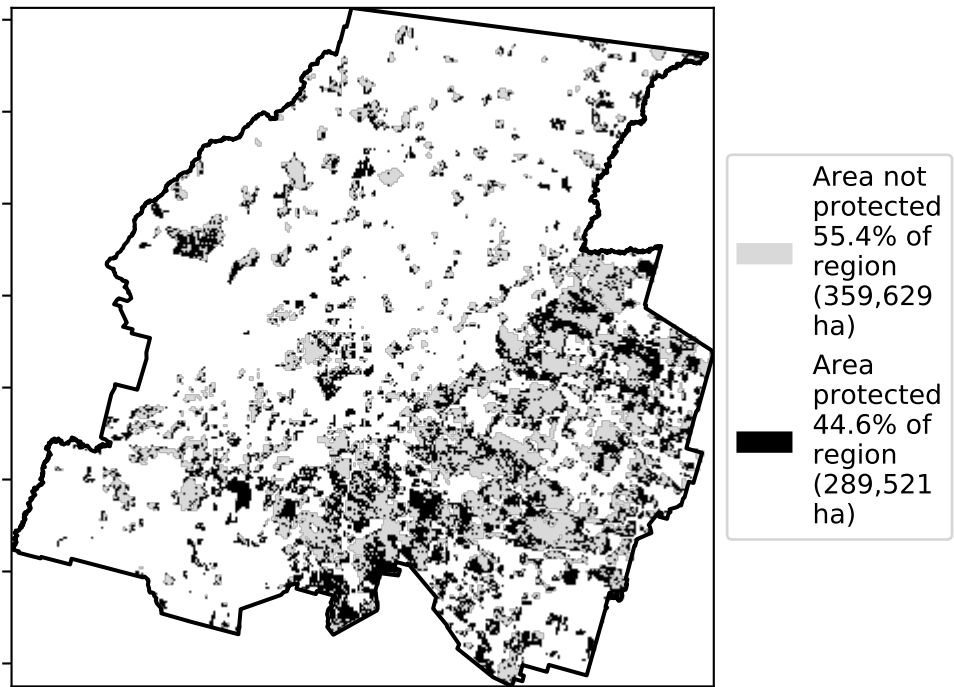 Area not
protected
55.4% of
region
(359,629
ha)
Area
protected
44.6% of
region
(289,521
ha)